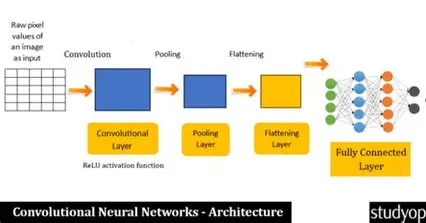 Raw pixel
values of
an image
as input
Convolution
Pooling
Flattening
Convolutional
Layer
Pooling
Layer
Flattening
Layer
Fully Connected
Layer
ReLU activation function
Convolutional Neural Networks - Architecture
studyop